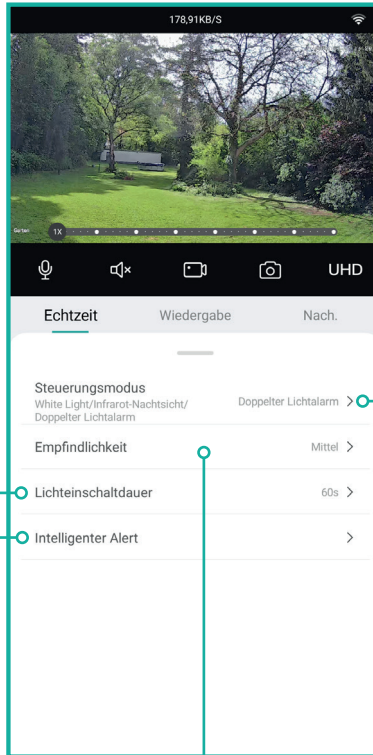 178,91KB/S
Garten
1X
UHD
Echtzeit Wiedergabe Nach.
Steuerungsmodus
White Light/Infrarot-Nachtsicht/
Doppelter Lichtalarm
Doppelter Lichtalarm
Empfindlichkeit Mittel
Lichteinschaltdauer 60s
Intelligenter Alert